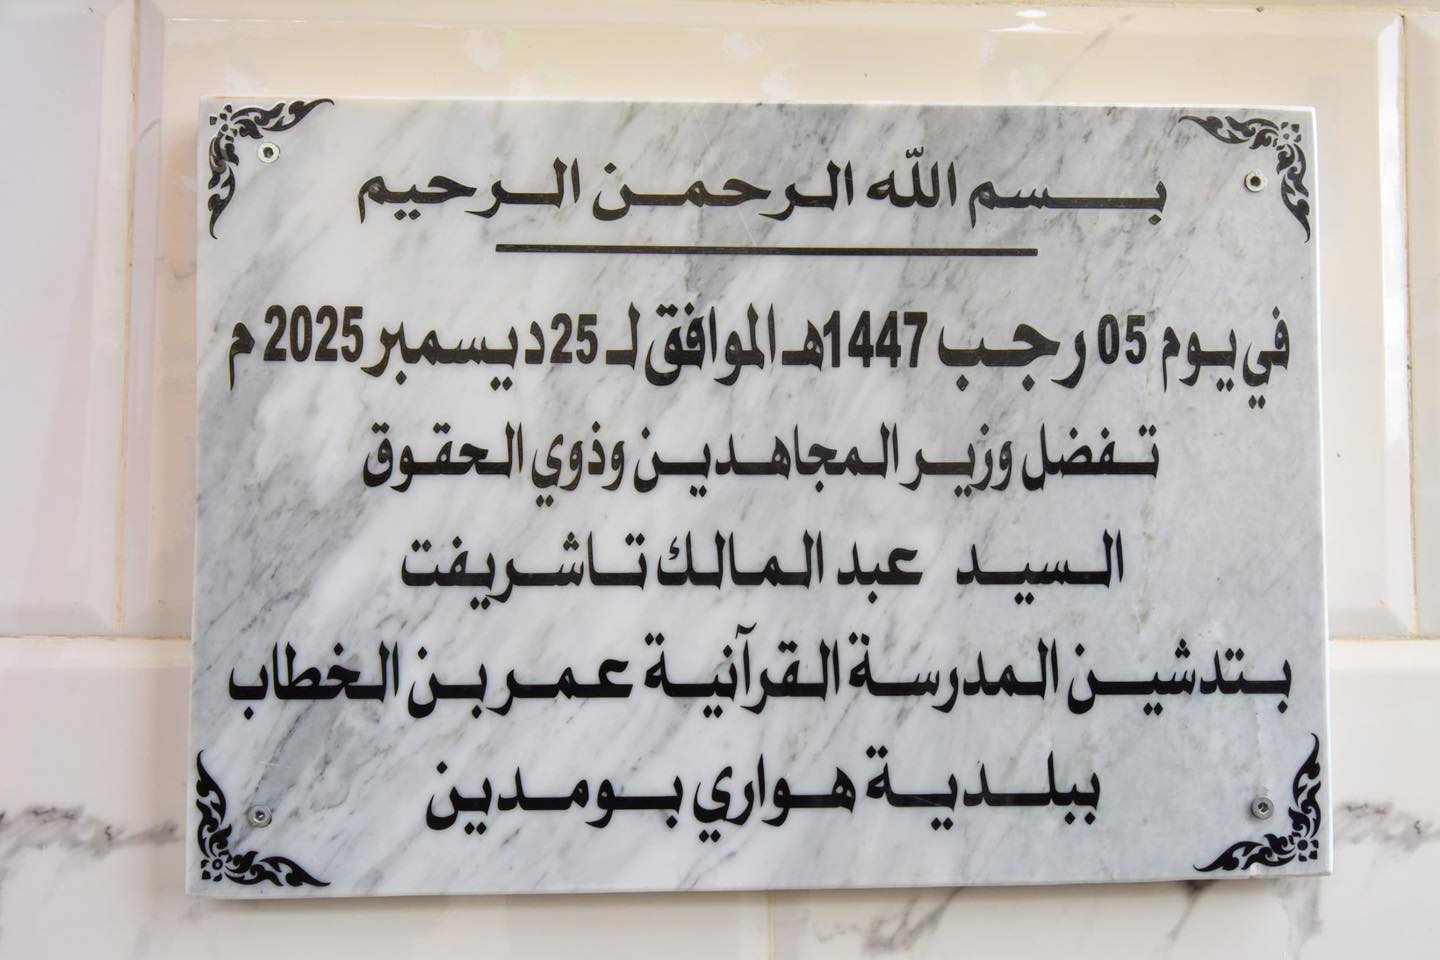 بسم الله الرحمن الرحيم
في يوم 05 رجب 1447هـ الموافق لـ 25 ديسمبر 2025 م
تفضل وزير المجاهدين وذوي الحقوق
السيد عبد المالك تاشريفت
بتدشين المدرسة القرآنية عمر بن الخطاب
ببلدية هواري بومدين